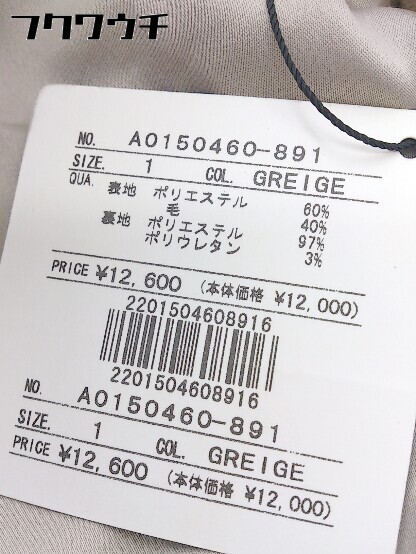 フクワウチ
NO. A0150460-891
SIZE. 1 COL. GREIGE
QUA. 表地 ポリエステル 60%
毛 40%
裏地 ポリエステル 97%
ポリウレタン 3%
PRICE ¥12,600 (本体価格 ¥12,000)
2201504608916
2201504608916
NO. A0150460-891
SIZE. 1 COL. GREIGE
PRICE ¥12,600 (本体価格 ¥12,000)